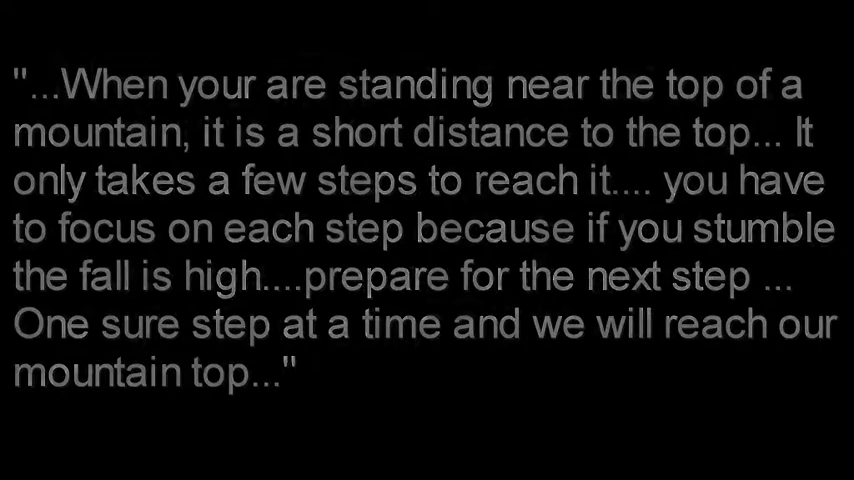 "...When your are standing near the top of a
mountain, it is a short distance to the top... It
only takes a few steps to reach it.... you have
to focus on each step because if you stumble
the fall is high....prepare for the next step ...
One sure step at a time and we will reach our
mountain top..."